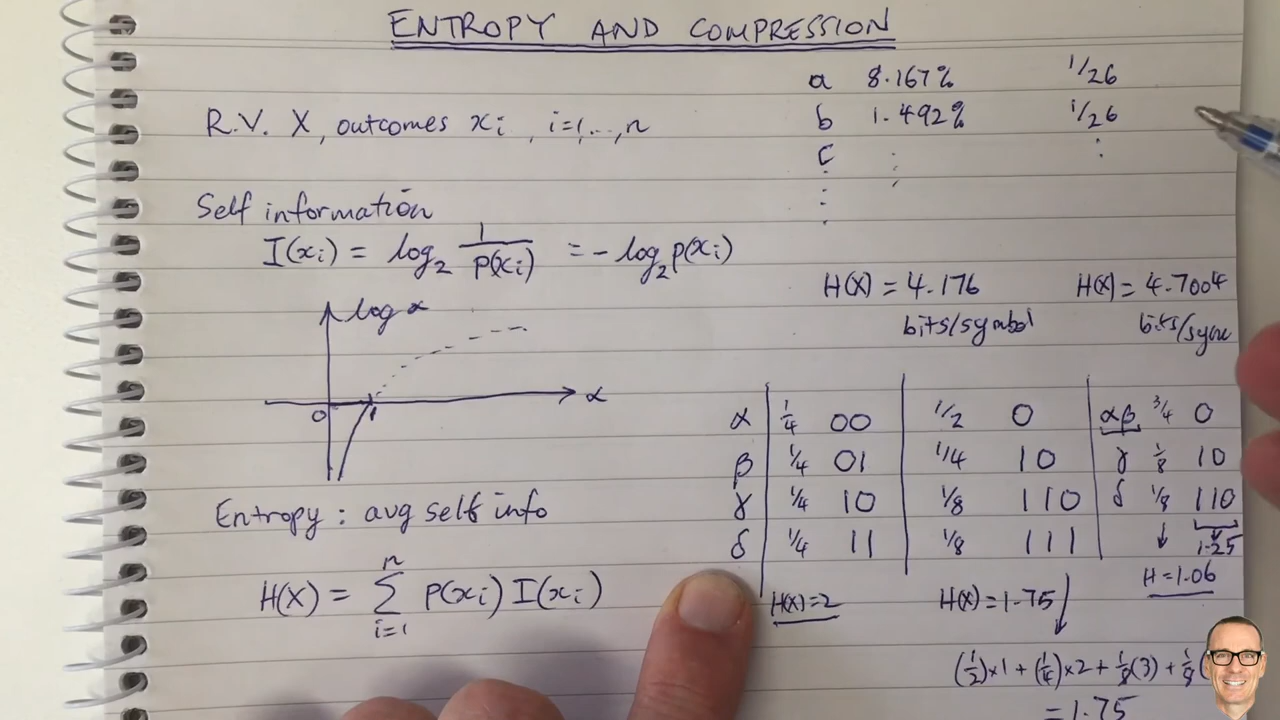 ENTROPY AND COMPRESSION
a 8.167% 1/26
R.V. X, outcomes xi, i=1,...,n
b 1.492% 1/26
c : :
Self information
I(xi) = log2 1/p(xi) = - log2 p(xi)
H(X) = 4.176 H(X) = 4.7004
bits/symbol bits/sym
log α
0 1 α
α 1/4 00 1/2 0 αβ 3/4 0
β 1/4 01 1/4 10 γ 1/8 10
γ 1/4 10 1/8 110 δ 1/8 110
δ 1/4 11 1/8 111 ↓ 1.25
Entropy : avg self info
H=1.06
H(X) = n Σ i=1 p(xi) I(xi)
H(X)=2 H(X)=1.75
(1/2)x1 + (1/4)x2 + 1/8(3) + 1/8(
= 1.75